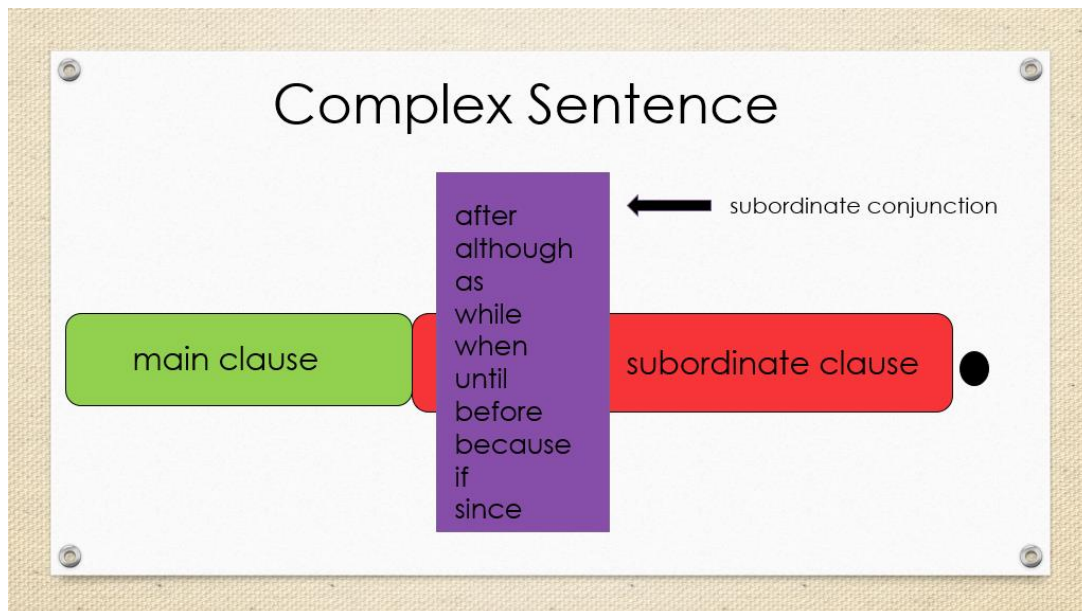 Complex Sentence
subordinate conjunction
after
although
as
while
when
until
before
because
if
since
main clause
subordinate clause